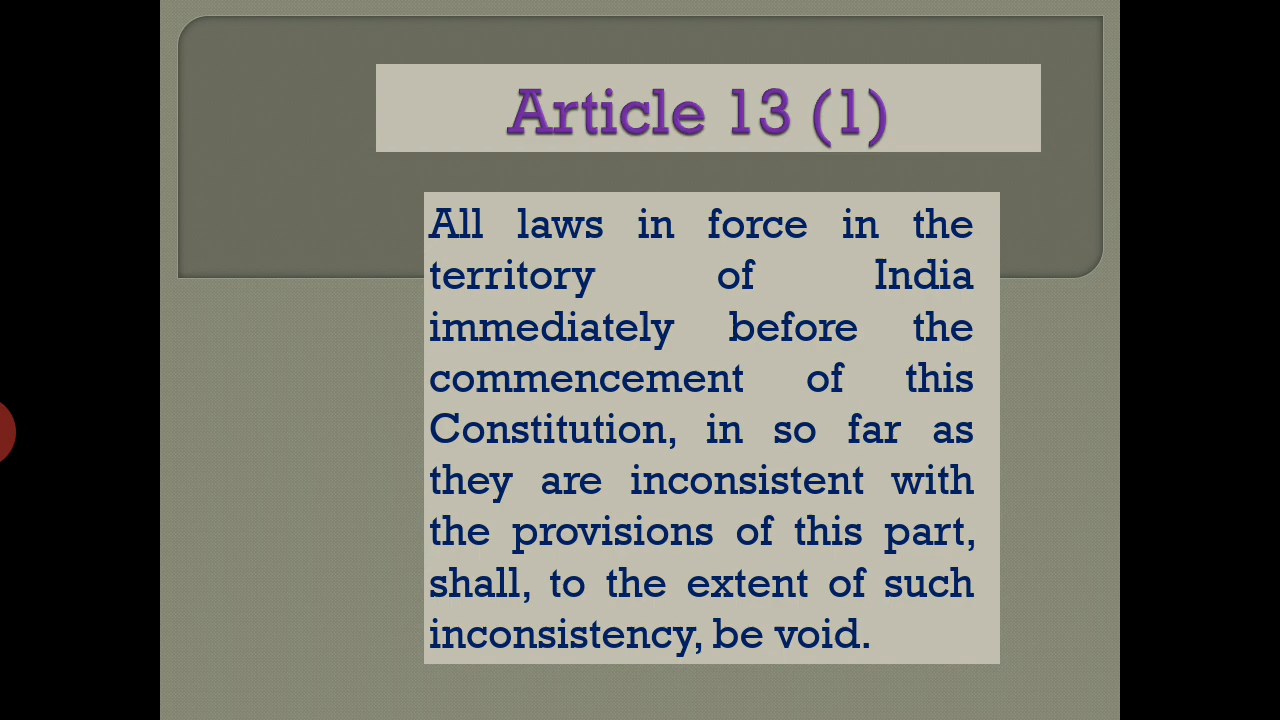 Article 13 (1)
All laws in force in the
territory of India
immediately before the
commencement of this
Constitution, in so far as
they are inconsistent with
the provisions of this part,
shall, to the extent of such
inconsistency, be void.